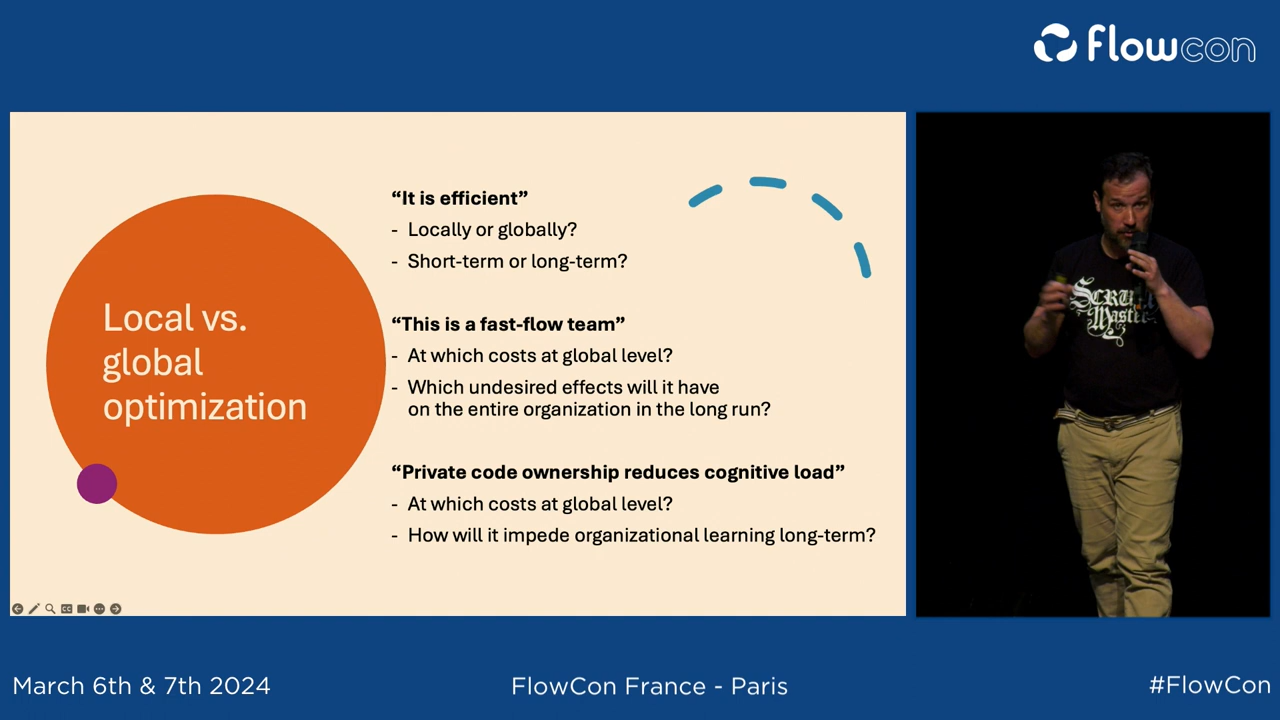 flowcon
Local vs.
global
optimization
“It is efficient”
- Locally or globally?
- Short-term or long-term?
“This is a fast-flow team”
- At which costs at global level?
- Which undesired effects will it have
on the entire organization in the long run?
“Private code ownership reduces cognitive load”
- At which costs at global level?
- How will it impede organizational learning long-term?
Scrum
Master
March 6th & 7th 2024
FlowCon France - Paris
#FlowCon